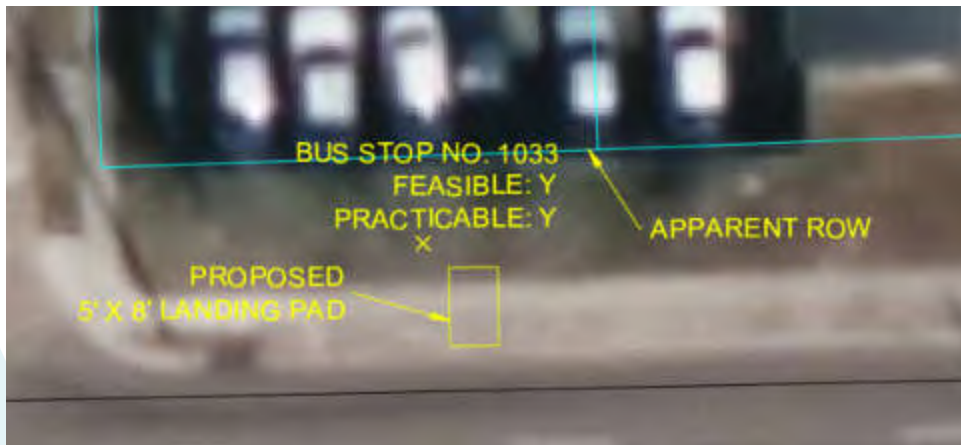 BUS STOP NO. 1033
FEASIBLE: Y
PRACTICABLE: Y
APPARENT ROW
PROPOSED
5' X 8' LANDING PAD